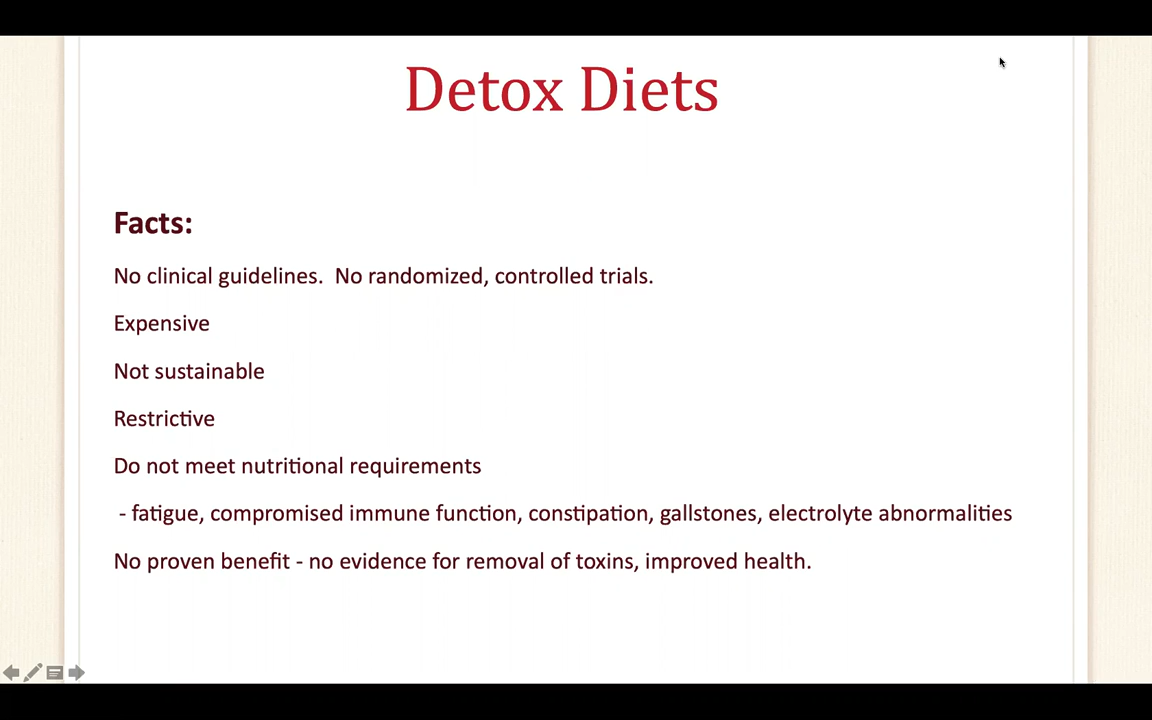 Detox Diets
Facts:
No clinical guidelines.  No randomized, controlled trials.
Expensive
Not sustainable
Restrictive
Do not meet nutritional requirements
- fatigue, compromised immune function, constipation, gallstones, electrolyte abnormalities
No proven benefit - no evidence for removal of toxins, improved health.